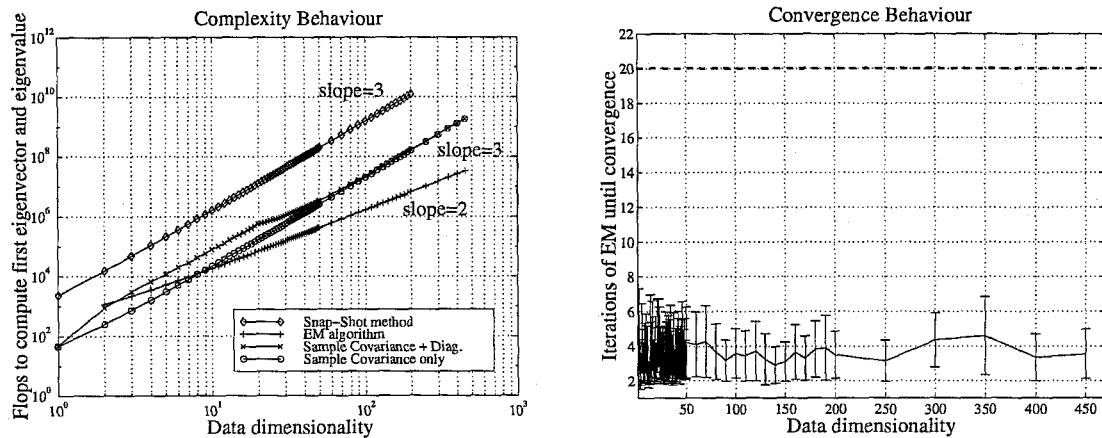 Complexity Behaviour
Flops to compute first eigenvector and eigenvalue
10^12
10^10
10^8
10^6
10^4
10^2
10^0
slope=3
slope=3
slope=2
Snap-Shot method
EM algorithm
Sample Covariance + Diag.
Sample Covariance only
10^0
10^1
10^2
10^3
Data dimensionality
Convergence Behaviour
Iterations of EM until convergence
22
20
18
16
14
12
10
8
6
4
2
50
100
150
200
250
300
350
400
450
Data dimensionality